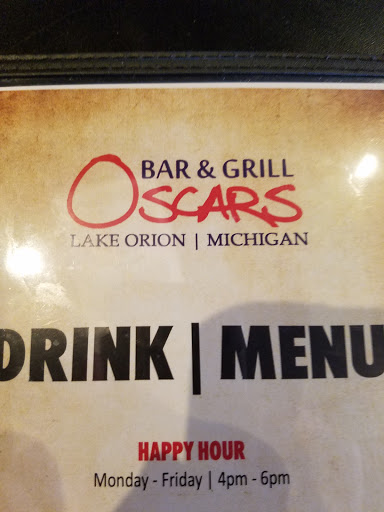 BAR & GRILL
OSCARS
LAKE ORION | MICHIGAN
DRINK | MENU
HAPPY HOUR
Monday - Friday | 4pm - 6pm